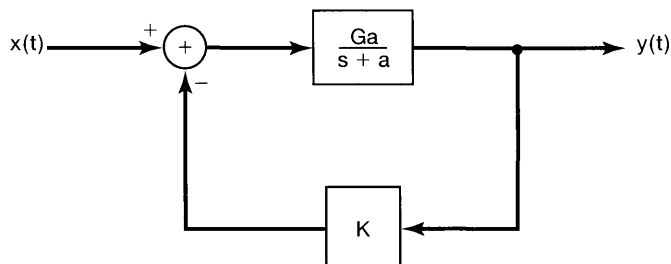 x(t)
+
+
−
Ga
s + a
y(t)
K